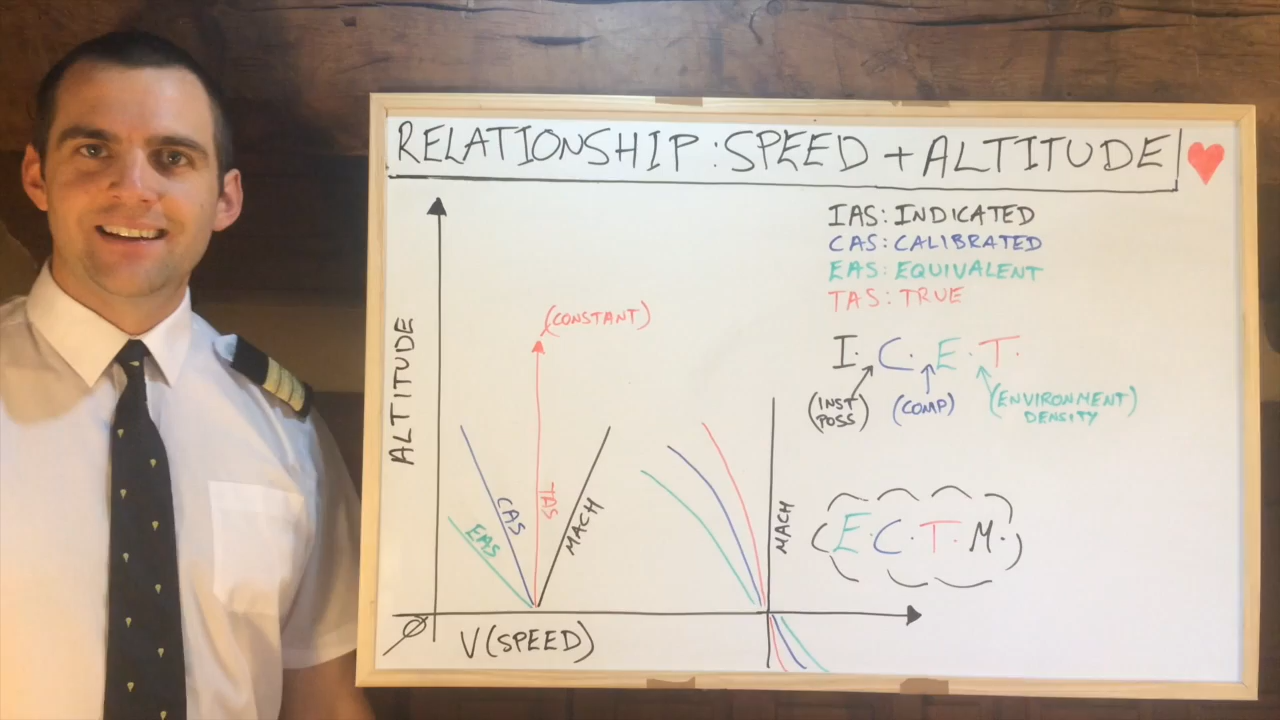 RELATIONSHIP: SPEED + ALTITUDE
IAS: INDICATED
CAS: CALIBRATED
EAS: EQUIVALENT
TAS: TRUE
I. C. E. T.
(INST POSS)
(COMP)
(ENVIRONMENT)
DENSITY
ALTITUDE
(CONSTANT)
EAS
CAS
TAS
MACH
MACH
E. C. T. M.
V (SPEED)